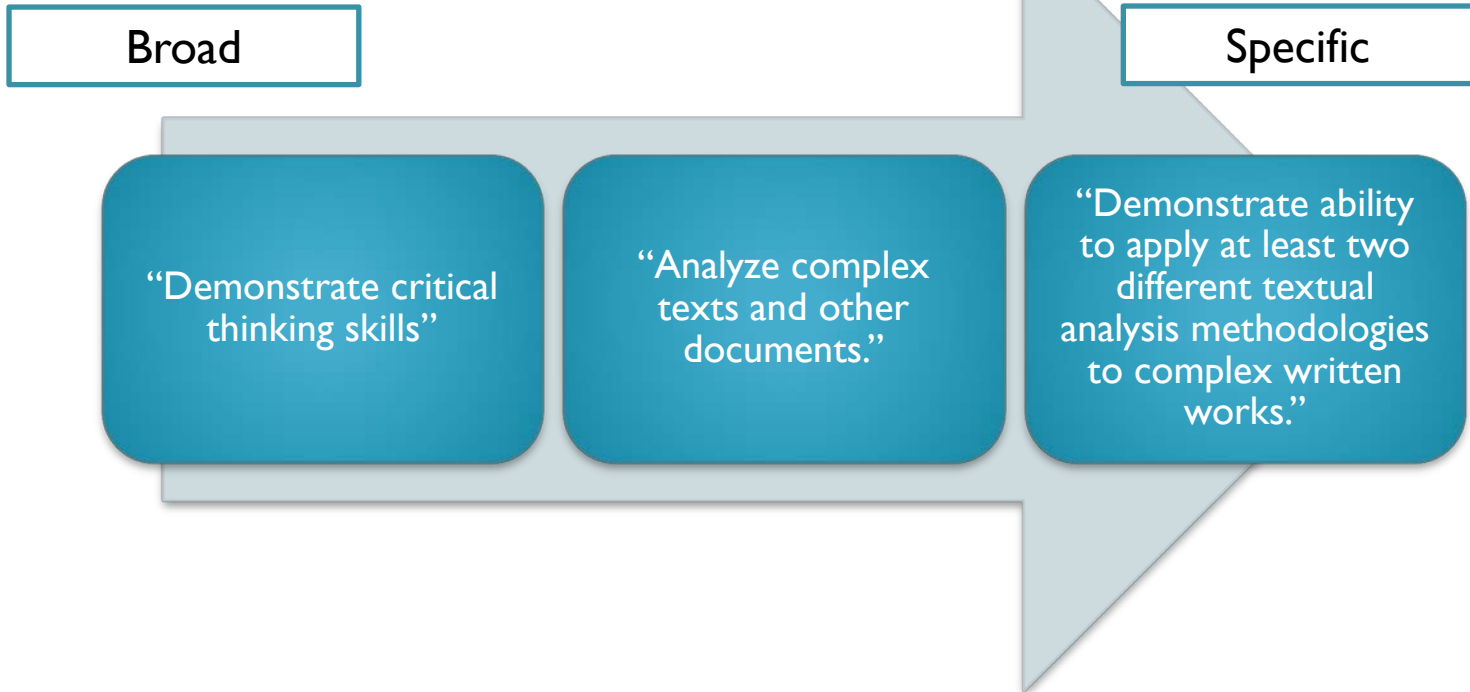 Broad
Specific
“Demonstrate critical
thinking skills”
“Analyze complex
texts and other
documents.”
“Demonstrate ability
to apply at least two
different textual
analysis methodologies
to complex written
works.”